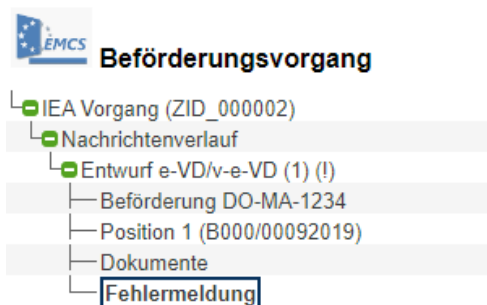 EMCS
Beförderungsvorgang
IEA Vorgang (ZID_000002)
Nachrichtenverlauf
Entwurf e-VD/v-e-VD (1) (!)
Beförderung DO-MA-1234
Position 1 (B000/00092019)
Dokumente
Fehlermeldung